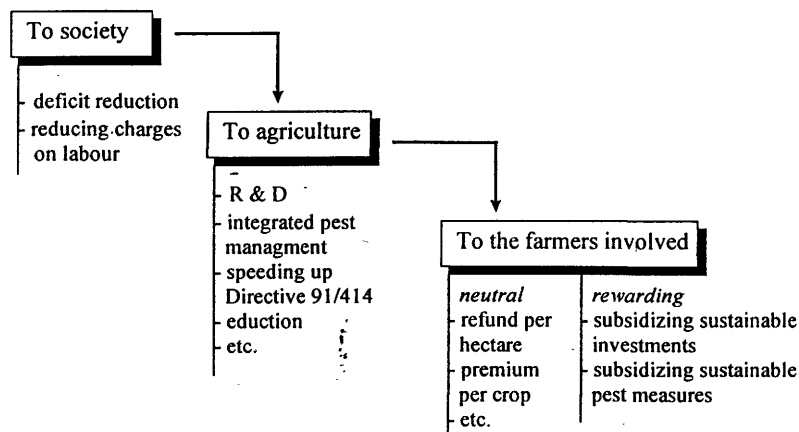 To society
- deficit reduction
- reducing charges
on labour
To agriculture
- R & D
- integrated pest
managment
- speeding up
Directive 91/414
- eduction
- etc.
To the farmers involved
neutral
- refund per
hectare
- premium
per crop
- etc.
rewarding
- subsidizing sustainable
investments
- subsidizing sustainable
pest measures